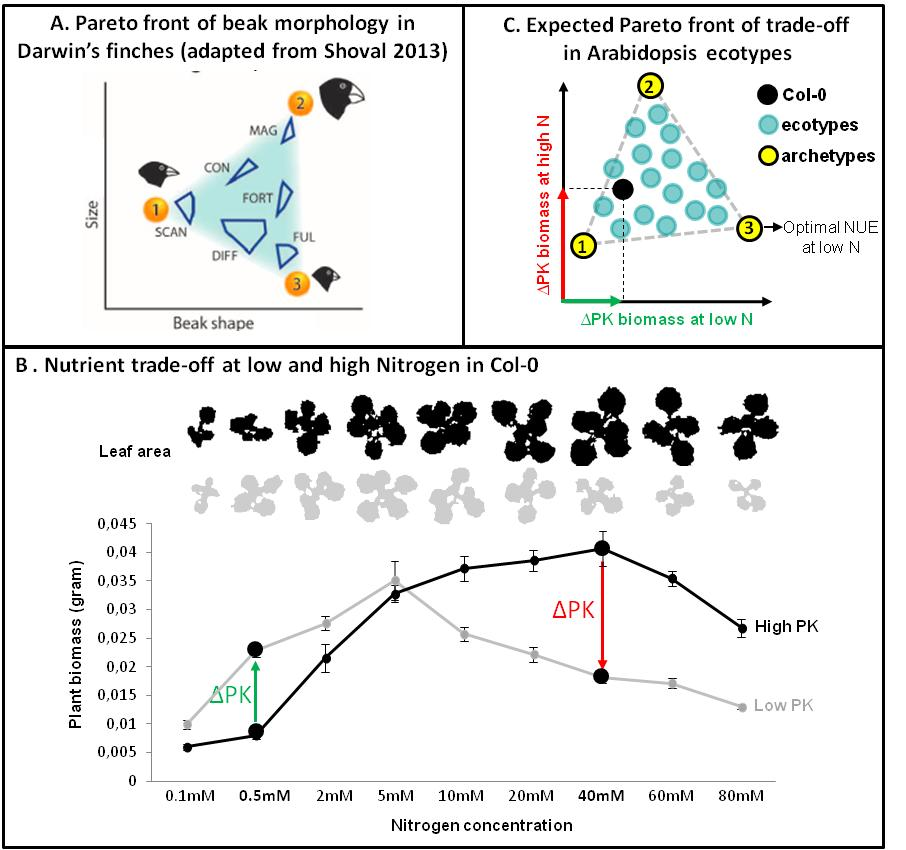 A. Pareto front of beak morphology in
Darwin's finches (adapted from Shoval 2013)
Size
Beak shape
1
2
3
MAG
CON
FORT
SCAN
DIFF
FUL
C. Expected Pareto front of trade-off
in Arabidopsis ecotypes
ΔPK biomass at high N
ΔPK biomass at low N
2
1
3
Col-0
ecotypes
archetypes
Optimal NUE
at low N
B . Nutrient trade-off at low and high Nitrogen in Col-0
Leaf area
Plant biomass (gram)
0,045
0,04
0,035
0,03
0,025
0,02
0,015
0,01
0,005
0
ΔPK
ΔPK
High PK
Low PK
0.1mM 0.5mM 2mM 5mM 10mM 20mM 40mM 60mM 80mM
Nitrogen concentration